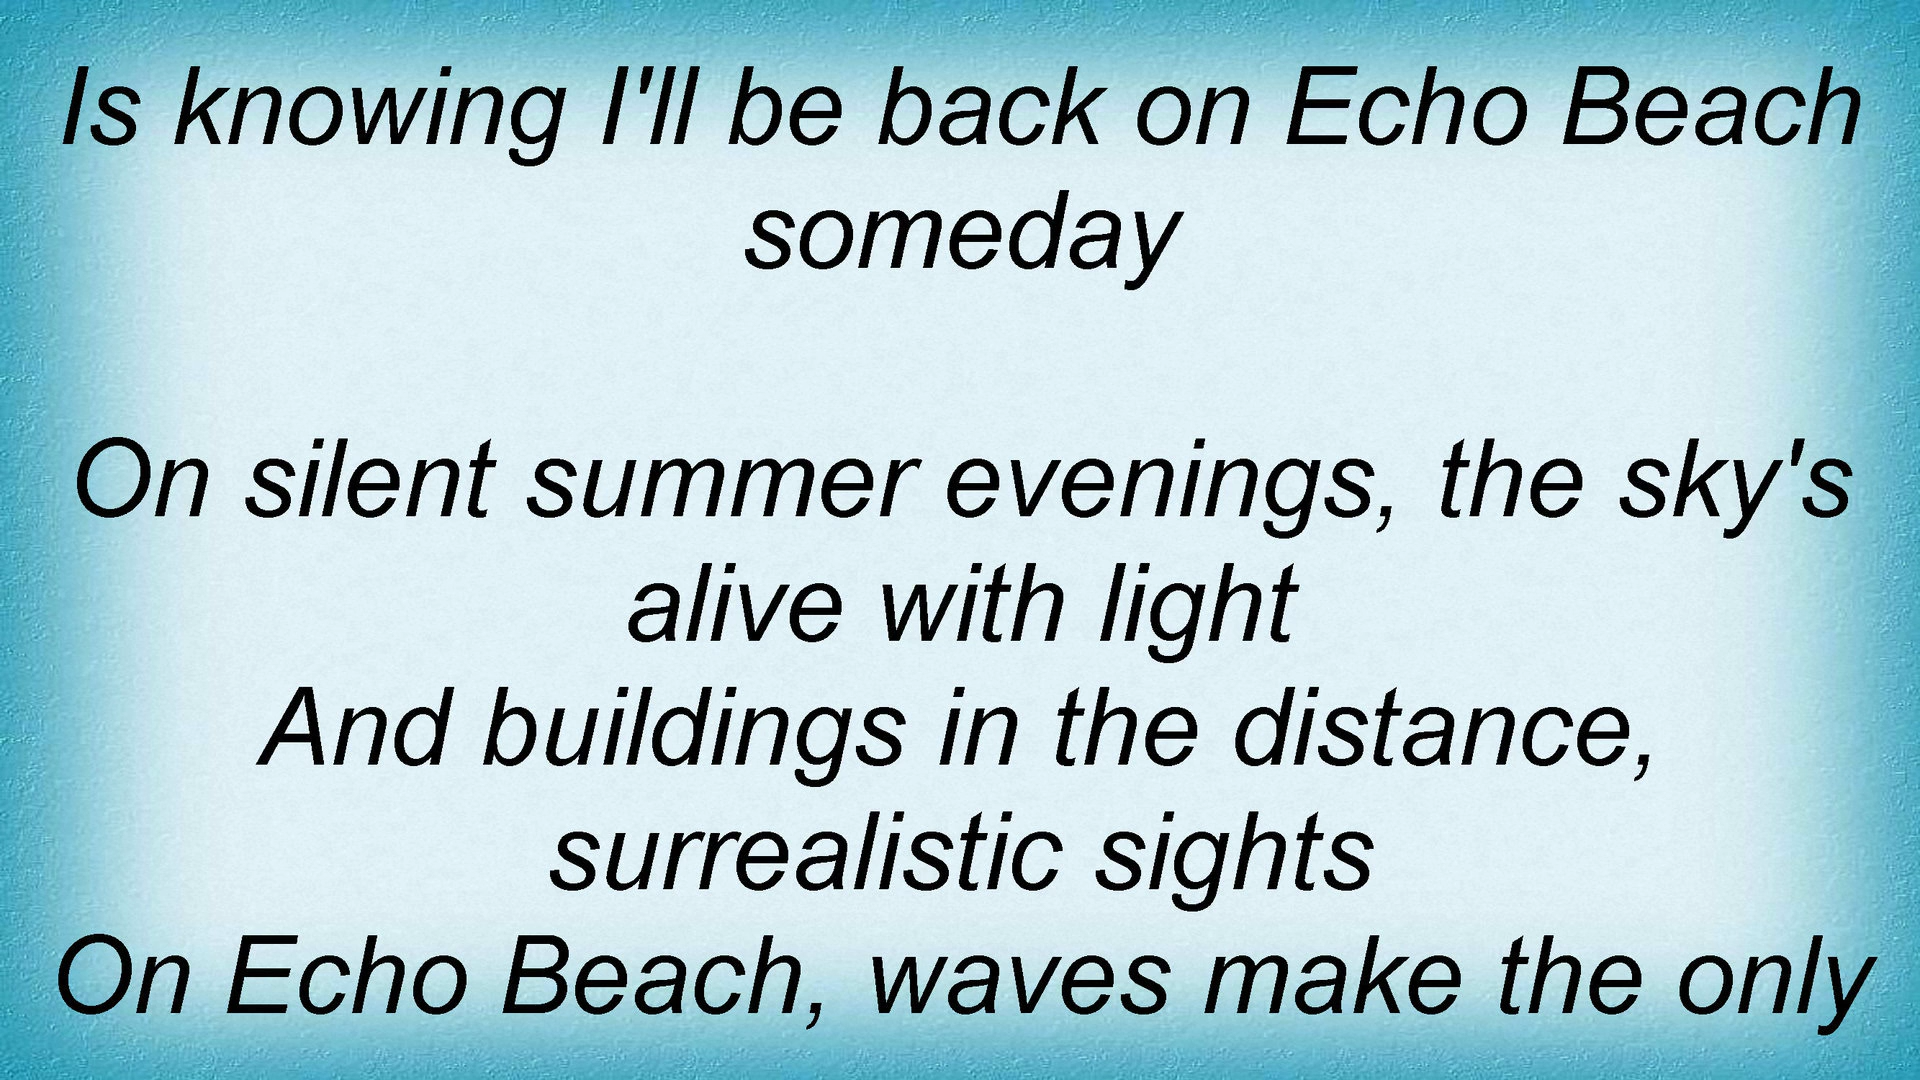 Is knowing I'll be back on Echo Beach
someday
On silent summer evenings, the sky's
alive with light
And buildings in the distance,
surrealistic sights
On Echo Beach, waves make the only